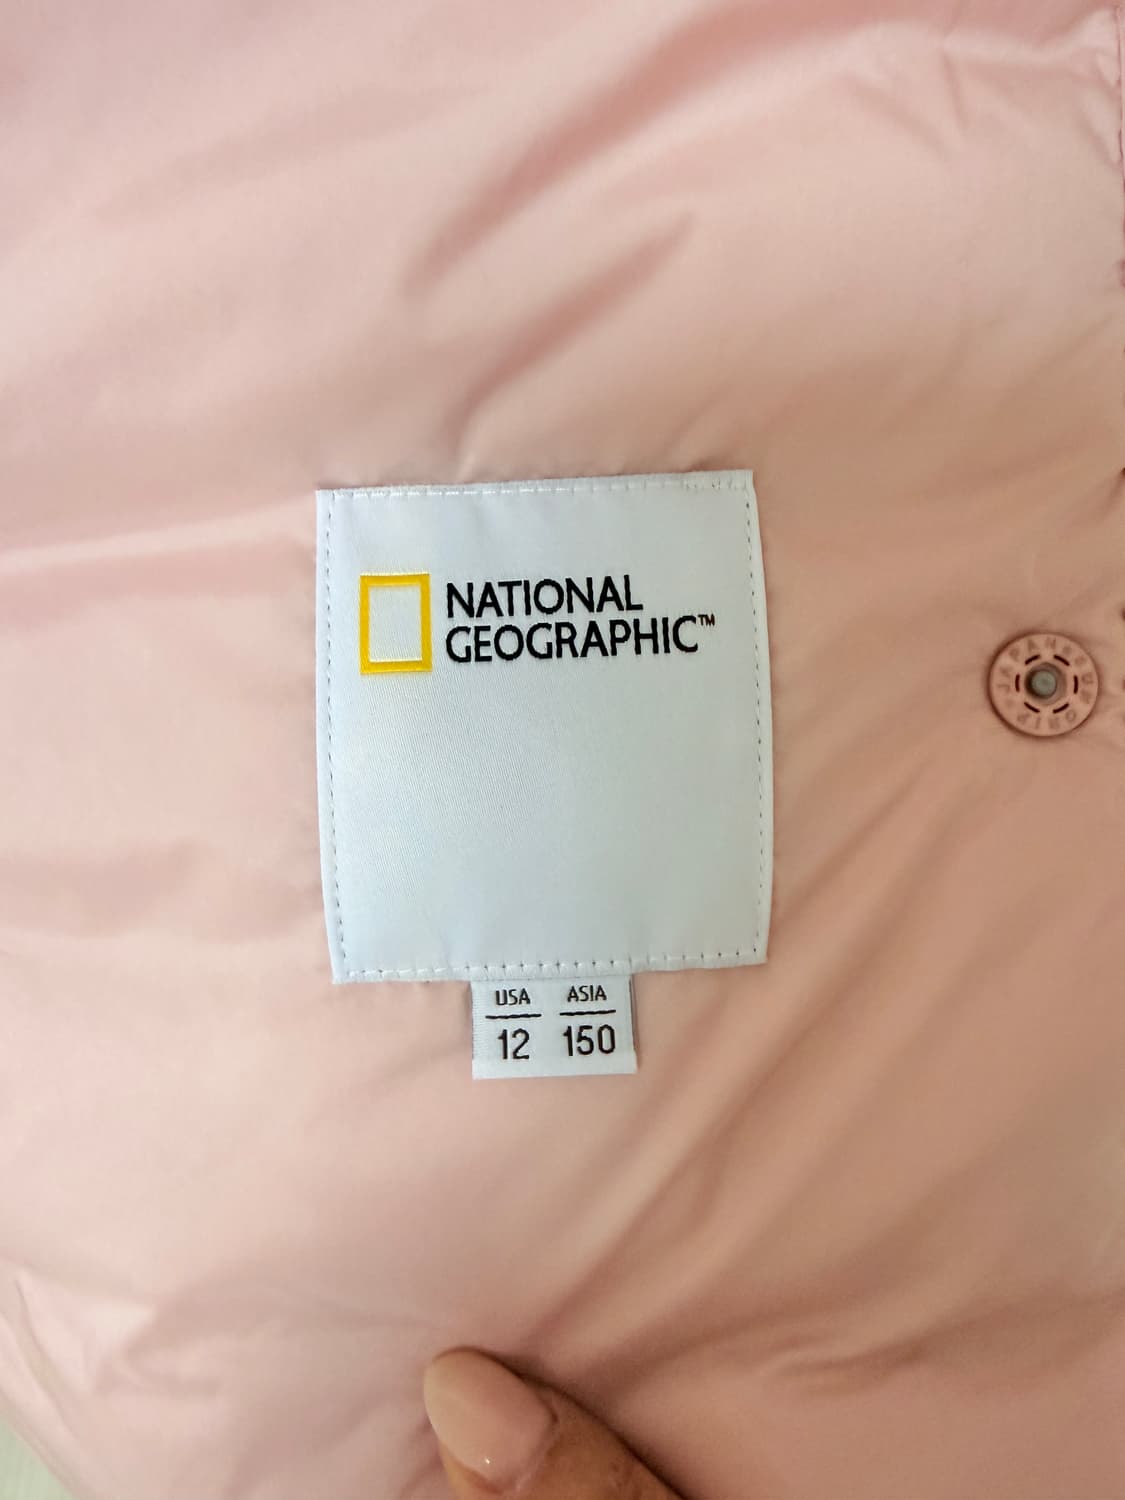 NATIONAL
GEOGRAPHIC™
USA ASIA
12 150